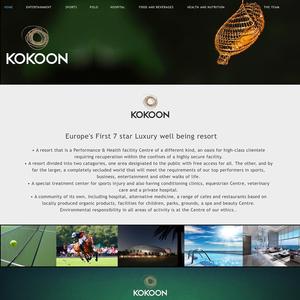 HOME
ENTERTAINMENT
SPORTS
POLO
HOSPITAL
FOOD AND BEVERAGES
HEALTH AND NUTRITION
THE TEAM
KOKOON
KOKOON
Europe's First 7 star Luxury well being resort
• A resort that is a Performance & Health facility Centre of a different kind, an oasis for high-class clientele
requiring recuperation within the confines of a highly secure facility.
• A resort divided into two catagories, one area designated to the public with free access for all. The other, and by
far the larger, a completely secluded world that will meet the requirements of our top performers in sports,
business, entertainment and other walks of life.
• A special treatment center for sports injury and also having conditioning clinics, equestrian Centre, veterinary
care and a private hospital.
• A community of its own, including hospital, alternative medicine, a range of cafes and restaurants based on
locally produced organic products, facilities for children, parks, grounds, a spa and beauty Centre.
Environmental responsibility in all areas of activity is at the Centre of our ethics..
KOKOON